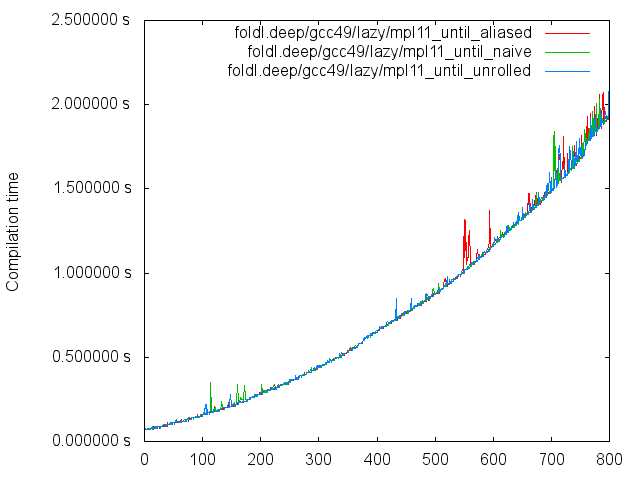 2.500000 s
foldl.deep/gcc49/lazy/mpl11_until_aliased
foldl.deep/gcc49/lazy/mpl11_until_naive
foldl.deep/gcc49/lazy/mpl11_until_unrolled
2.000000 s
1.500000 s
1.000000 s
0.500000 s
0.000000 s
Compilation time
0 100 200 300 400 500 600 700 800